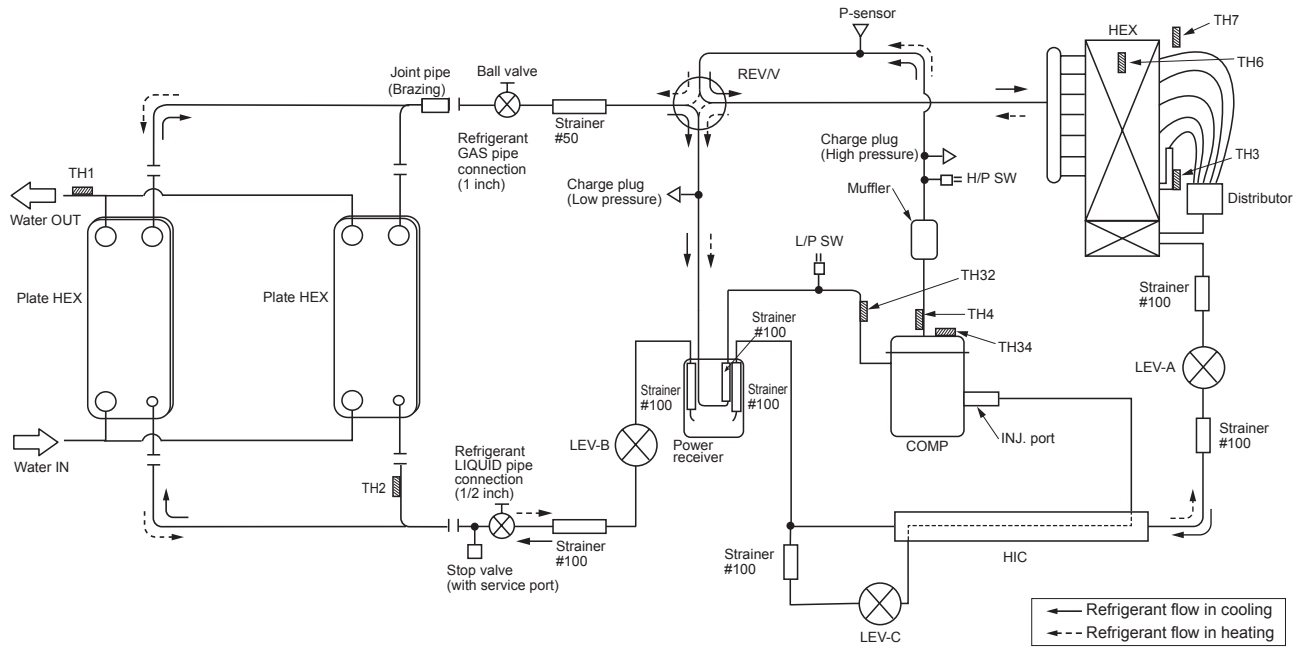 P-sensor
TH7
HEX
TH6
REV/V
Joint pipe
(Brazing)
Ball valve
Strainer
#50
Refrigerant
GAS pipe
connection
(1 inch)
Charge plug
(High pressure)
H/P SW
TH3
TH1
Water OUT
Charge plug
(Low pressure)
Muffler
Distributor
L/P SW
Plate HEX
Plate HEX
TH32
Strainer
#100
TH4
TH34
Strainer
#100
LEV-A
Strainer
#100
Strainer
#100
Power
receiver
INJ. port
COMP
Strainer
#100
Water IN
LEV-B
Refrigerant
LIQUID pipe
connection
(1/2 inch)
TH2
Strainer
#100
Stop valve
(with service port)
Strainer
#100
HIC
LEV-C
Refrigerant flow in cooling
Refrigerant flow in heating